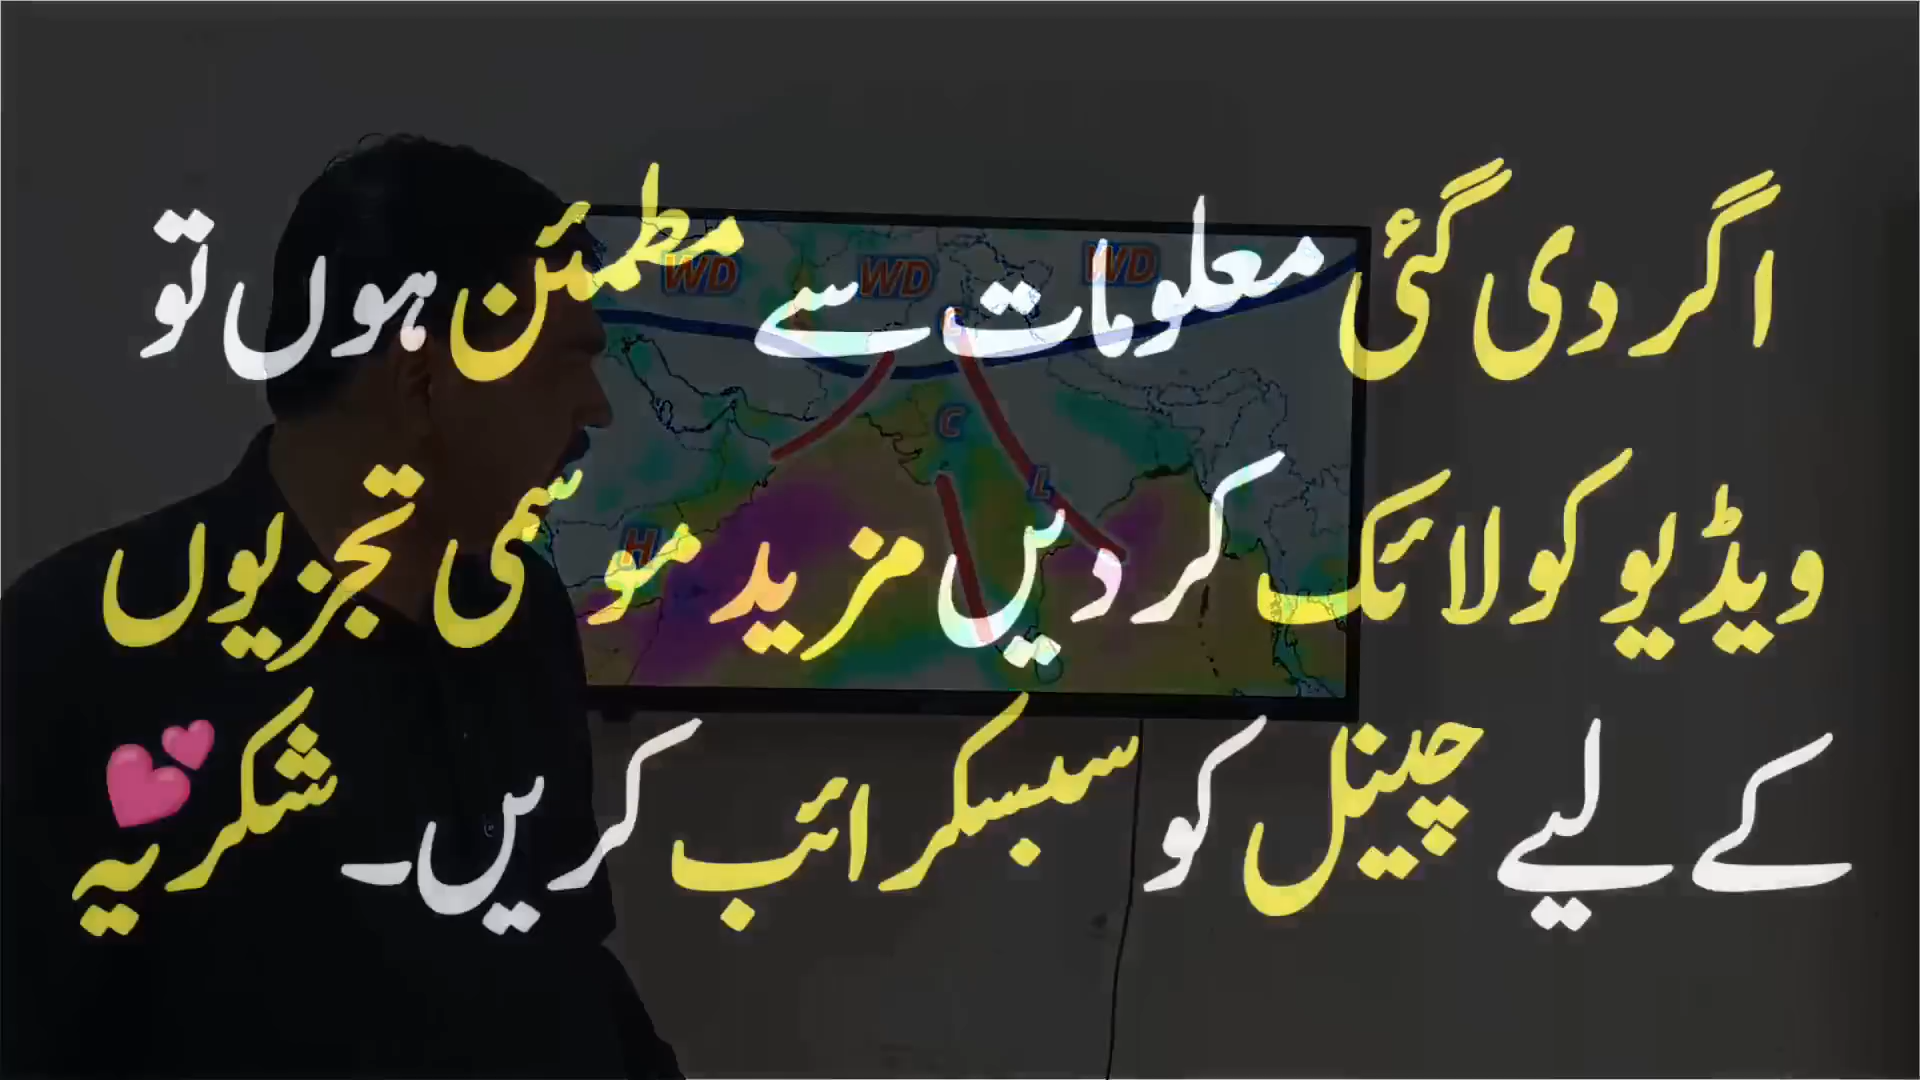 اگر دی گئی معلومات سے مطمئن ہوں تو
ویڈیو کو لائک کر دیں مزید موسمی تجزیوں
کے لیے چینل کو سبسکرائب کریں۔ شکریہ 💕
WD WD WD
C
L
H